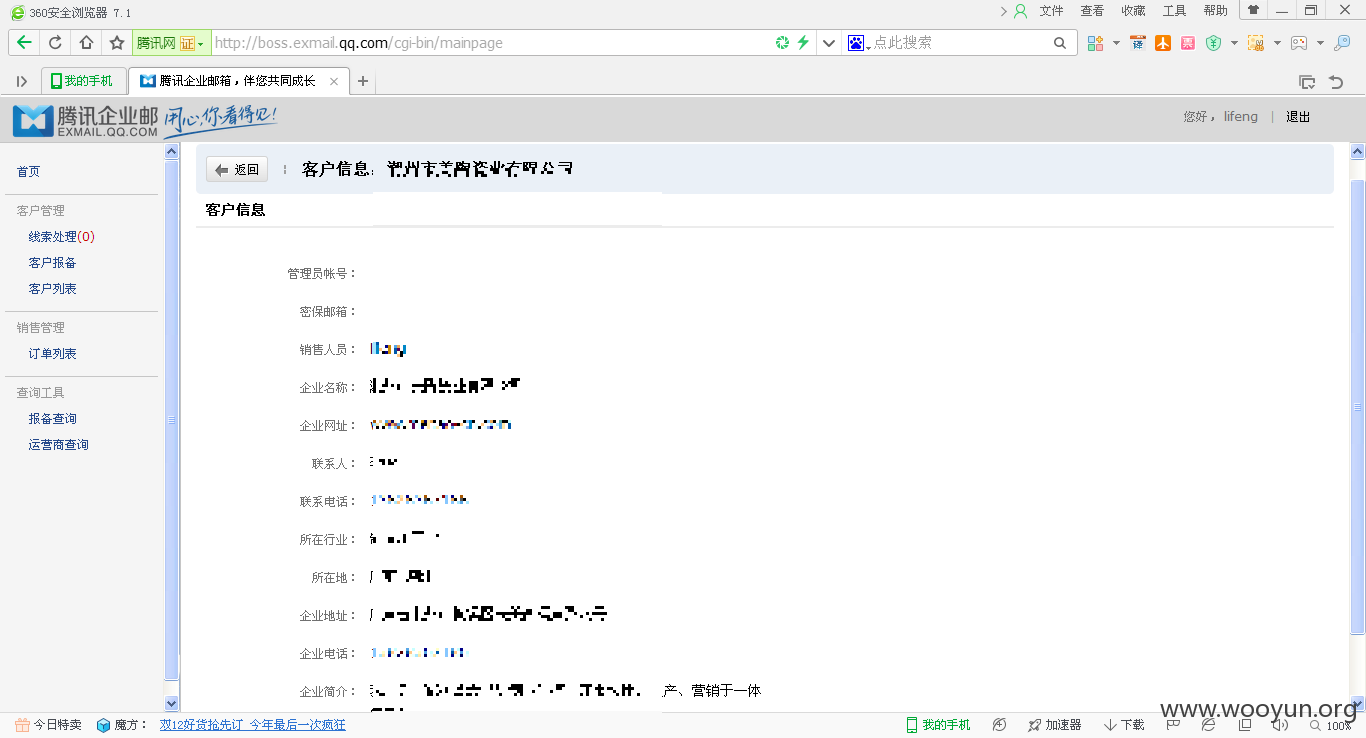 360安全浏览器 7.1
文件 查看 收藏 工具 帮助
腾讯网 证 http://boss.exmail.qq.com/cgi-bin/mainpage 点此搜索 译 票
我的手机 腾讯企业邮箱，伴您共同成长
腾讯企业邮 用心，你看得见！
EXMAIL.QQ.COM
您好，lifeng | 退出
首页
客户管理
线索处理(0)
客户报备
客户列表
销售管理
订单列表
查询工具
报备查询
运营商查询
返回 客户信息：
客户信息
管理员帐号：
密保邮箱：
销售人员：
企业名称：
企业网址：
联系人：
联系电话：
所在行业：
所在地：
企业地址：
企业电话：
企业简介： 产、营销于一体
www.wooyun.org
今日特卖 魔方： 双12好货抢先订 今年最后一次疯狂 我的手机 加速器 下载 100%